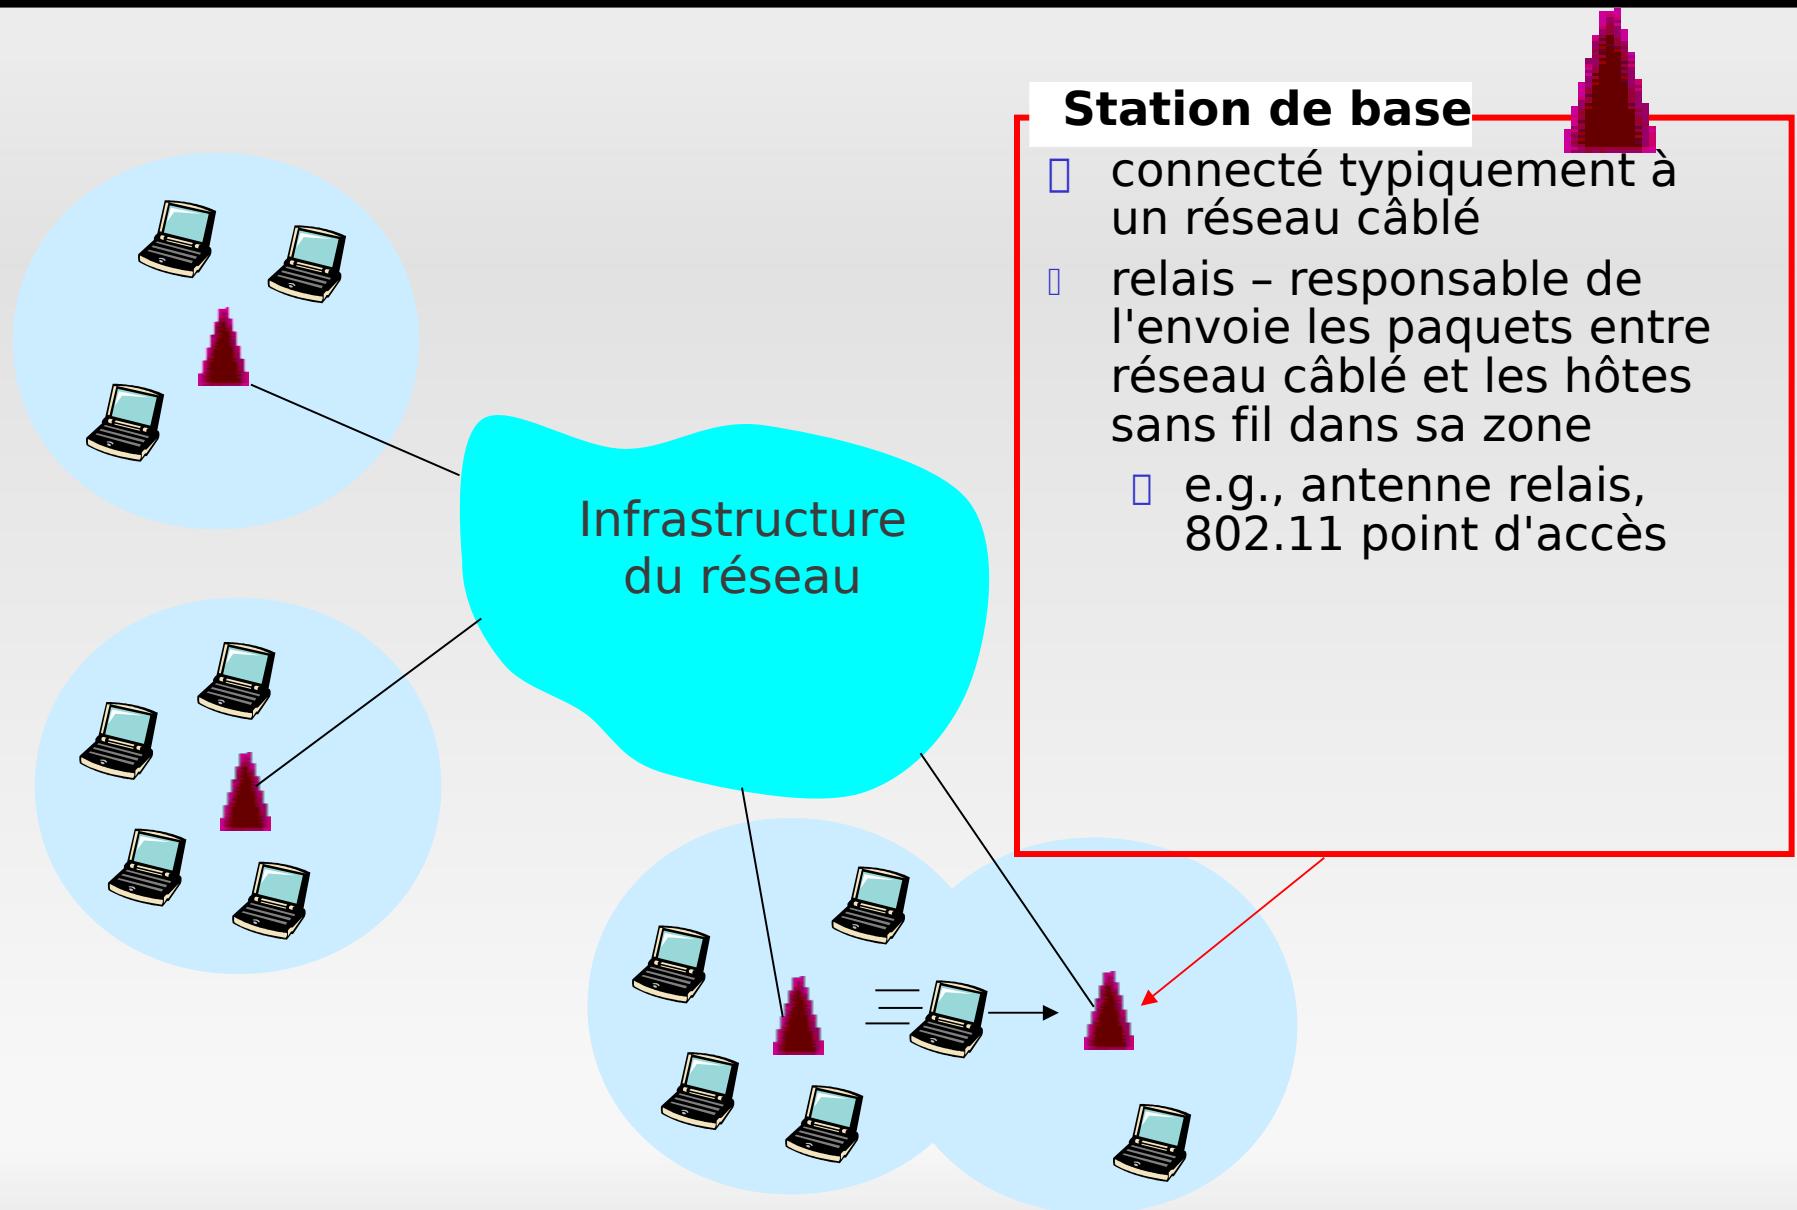 Station de base
connecté typiquement à
un réseau câblé
relais – responsable de
l'envoie les paquets entre
réseau câblé et les hôtes
sans fil dans sa zone
e.g., antenne relais,
802.11 point d'accès
Infrastructure
du réseau